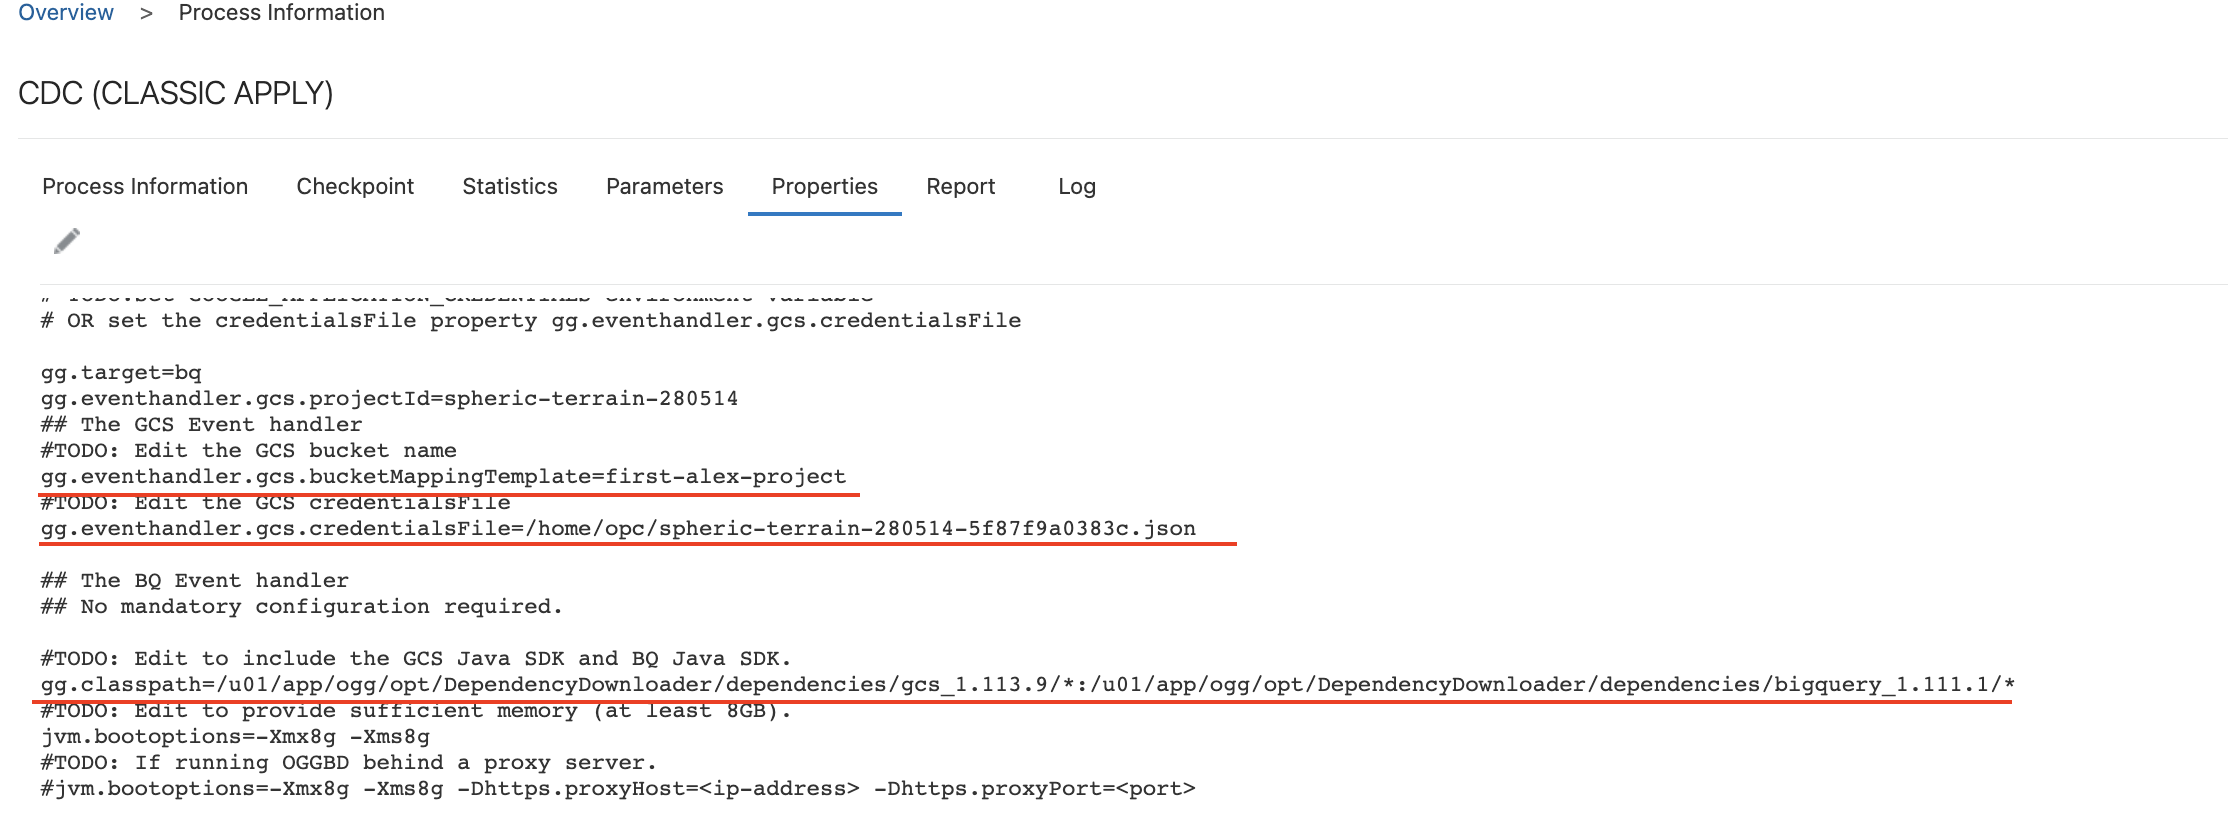 Overview > Process Information
CDC (CLASSIC APPLY)
Process Information Checkpoint Statistics Parameters Properties Report Log
# TODO:Set GOOGLE_APPLICATION_CREDENTIALS environment variable
# OR set the credentialsFile property gg.eventhandler.gcs.credentialsFile
gg.target=bq
gg.eventhandler.gcs.projectId=spheric-terrain-280514
## The GCS Event handler
#TODO: Edit the GCS bucket name
gg.eventhandler.gcs.bucketMappingTemplate=first-alex-project
#TODO: Edit the GCS credentialsFile
gg.eventhandler.gcs.credentialsFile=/home/opc/spheric-terrain-280514-5f87f9a0383c.json
## The BQ Event handler
## No mandatory configuration required.
#TODO: Edit to include the GCS Java SDK and BQ Java SDK.
gg.classpath=/u01/app/ogg/opt/DependencyDownloader/dependencies/gcs_1.113.9/*:/u01/app/ogg/opt/DependencyDownloader/dependencies/bigquery_1.111.1/*
#TODO: Edit to provide sufficient memory (at least 8GB).
jvm.bootoptions=-Xmx8g -Xms8g
#TODO: If running OGGBD behind a proxy server.
#jvm.bootoptions=-Xmx8g -Xms8g -Dhttps.proxyHost=<ip-address> -Dhttps.proxyPort=<port>